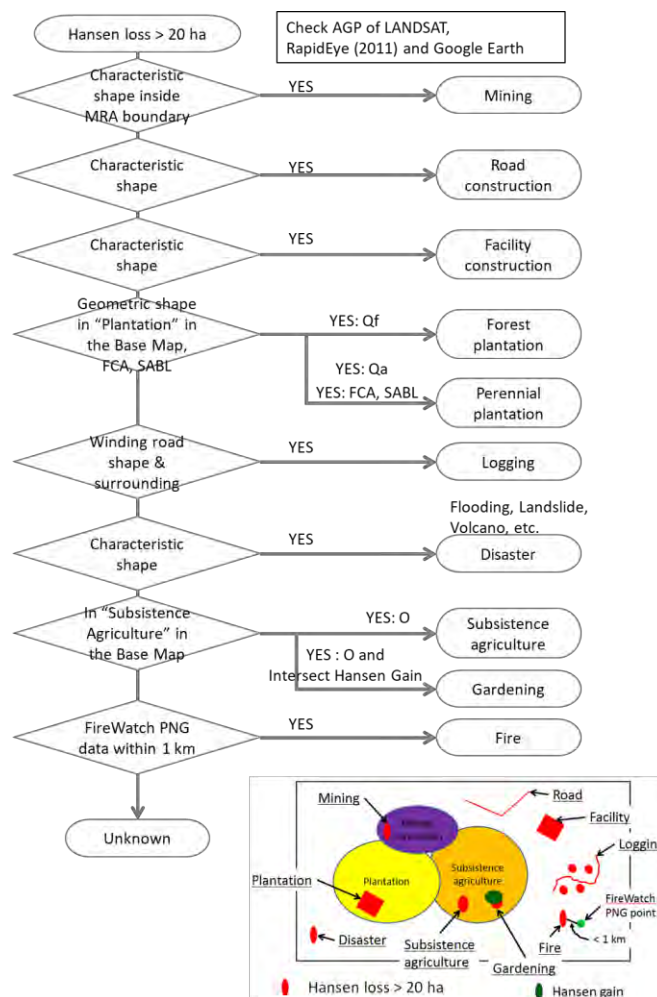 Hansen loss > 20 ha
Check AGP of LANDSAT,
RapidEye (2011) and Google Earth
Characteristic
shape inside
MRA boundary
YES
Mining
Characteristic
shape
YES
Road
construction
Characteristic
shape
YES
Facility
construction
Geometric shape
in “Plantation” in
the Base Map,
FCA, SABL
YES: Qf
Forest
plantation
YES: Qa
YES: FCA, SABL
Perennial
plantation
Winding road
shape &
surrounding
YES
Logging
Flooding, Landslide,
Volcano, etc.
Characteristic
shape
YES
Disaster
In “Subsistence
Agriculture” in
the Base Map
YES: O
Subsistence
agriculture
YES : O and
Intersect Hansen Gain
Gardening
FireWatch PNG
data within 1 km
YES
Fire
Unknown
Mining
Road
Facility
Loggin
Plantation
Plantation
Subsistence
agriculture
FireWatch
PNG point
< 1 km
Fire
Disaster
Subsistence
agriculture
Gardening
Hansen loss > 20 ha
Hansen gain